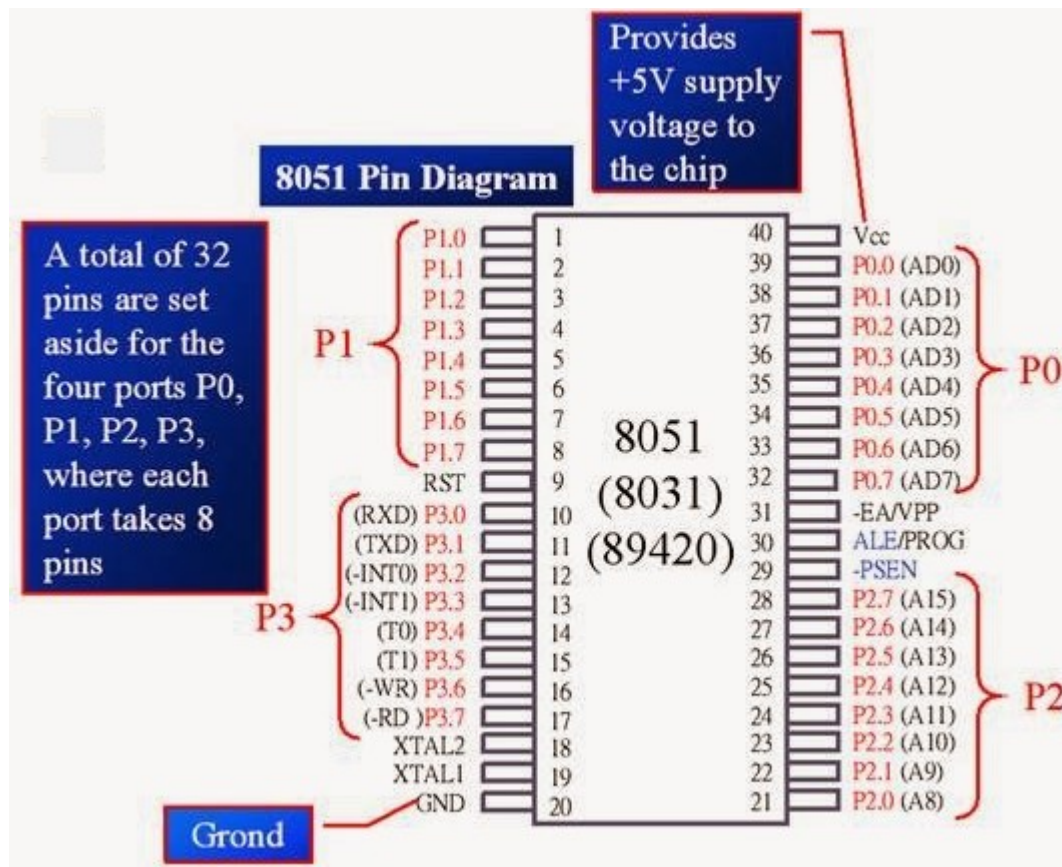 Provides
+5V supply
voltage to
the chip
8051 Pin Diagram
A total of 32
pins are set
aside for the
four ports P0,
P1, P2, P3,
where each
port takes 8
pins
P1
P1.0 1
P1.1 2
P1.2 3
P1.3 4
P1.4 5
P1.5 6
P1.6 7
P1.7 8
RST 9
P3
(RXD) P3.0 10
(TXD) P3.1 11
(-INT0) P3.2 12
(-INT1) P3.3 13
(T0) P3.4 14
(T1) P3.5 15
(-WR) P3.6 16
(-RD )P3.7 17
XTAL2 18
XTAL1 19
GND 20
Grond
8051
(8031)
(89420)
40 Vcc
39 P0.0 (AD0)
38 P0.1 (AD1)
37 P0.2 (AD2)
36 P0.3 (AD3)
35 P0.4 (AD4)
34 P0.5 (AD5)
33 P0.6 (AD6)
32 P0.7 (AD7)
P0
31 -EA/VPP
30 ALE/PROG
29 -PSEN
28 P2.7 (A15)
27 P2.6 (A14)
26 P2.5 (A13)
25 P2.4 (A12)
24 P2.3 (A11)
23 P2.2 (A10)
22 P2.1 (A9)
21 P2.0 (A8)
P2